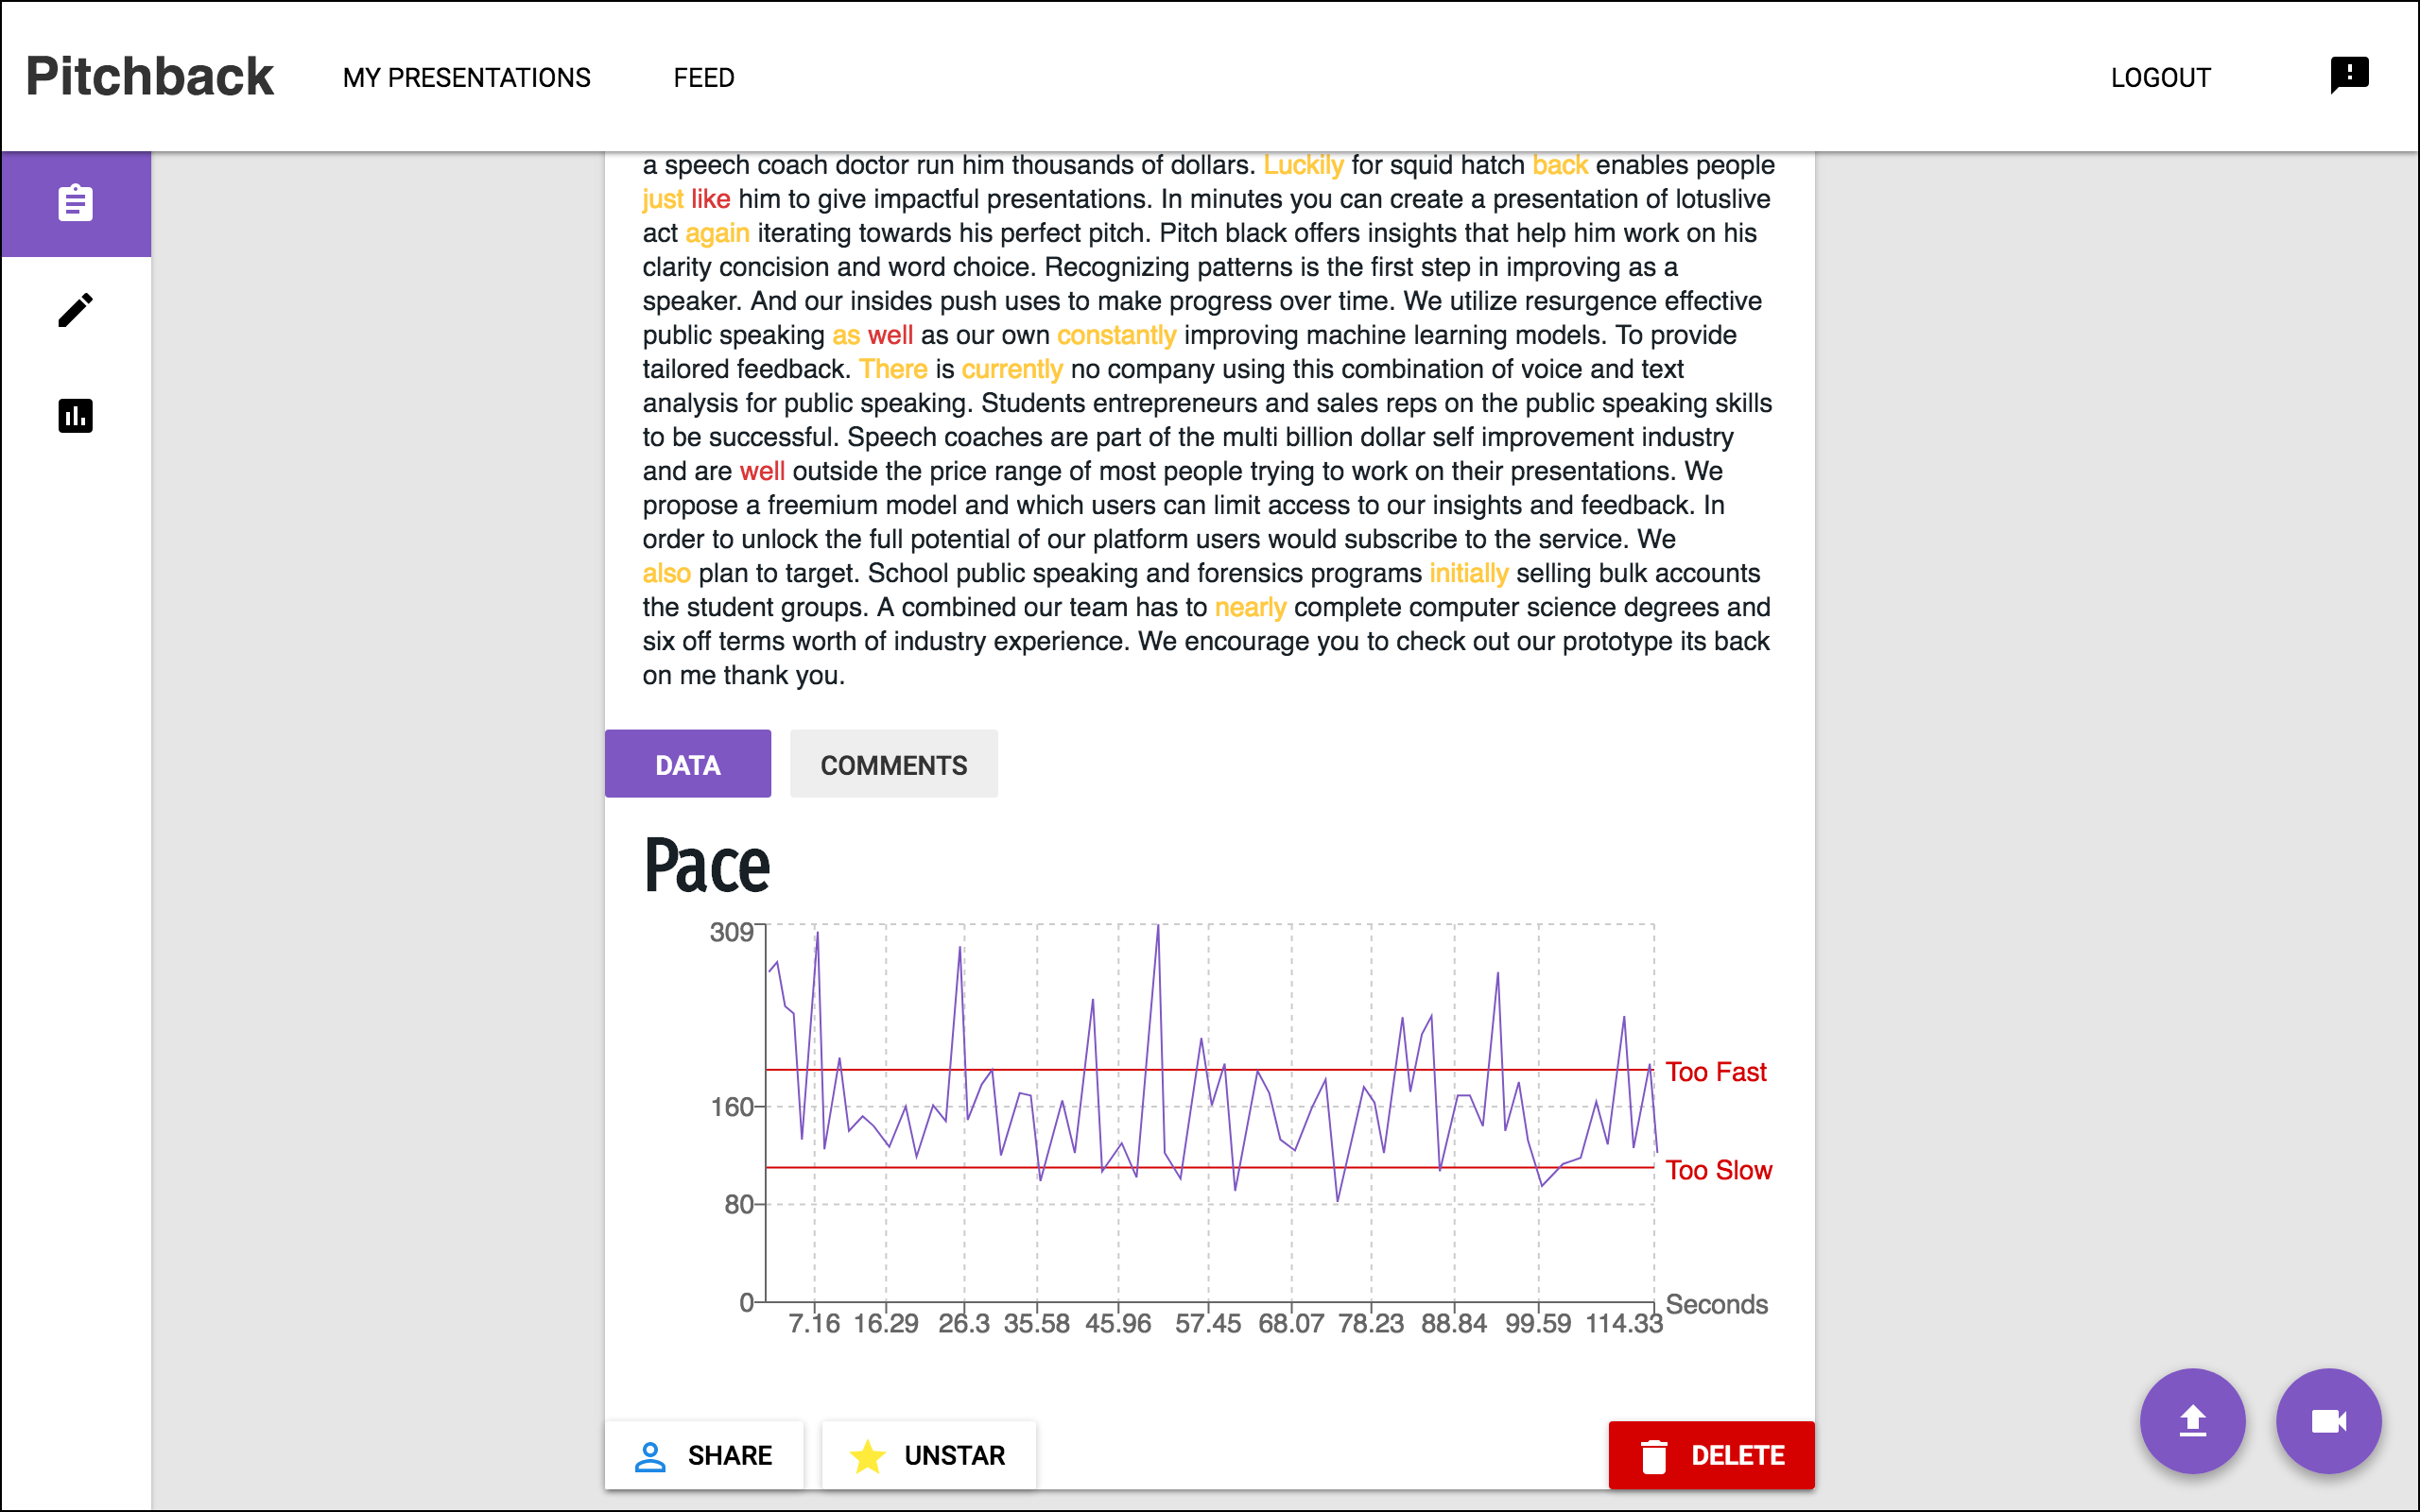 Pitchback MY PRESENTATIONS FEED LOGOUT
a speech coach doctor run him thousands of dollars. Luckily for squid hatch back enables people
just like him to give impactful presentations. In minutes you can create a presentation of lotuslive
act again iterating towards his perfect pitch. Pitch black offers insights that help him work on his
clarity concision and word choice. Recognizing patterns is the first step in improving as a
speaker. And our insides push uses to make progress over time. We utilize resurgence effective
public speaking as well as our own constantly improving machine learning models. To provide
tailored feedback. There is currently no company using this combination of voice and text
analysis for public speaking. Students entrepreneurs and sales reps on the public speaking skills
to be successful. Speech coaches are part of the multi billion dollar self improvement industry
and are well outside the price range of most people trying to work on their presentations. We
propose a freemium model and which users can limit access to our insights and feedback. In
order to unlock the full potential of our platform users would subscribe to the service. We
also plan to target. School public speaking and forensics programs initially selling bulk accounts
the student groups. A combined our team has to nearly complete computer science degrees and
six off terms worth of industry experience. We encourage you to check out our prototype its back
on me thank you.
DATA COMMENTS
Pace
309
Too Fast
160
Too Slow
80
0 Seconds
7.16 16.29 26.3 35.58 45.96 57.45 68.07 78.23 88.84 99.59 114.33
SHARE UNSTAR DELETE